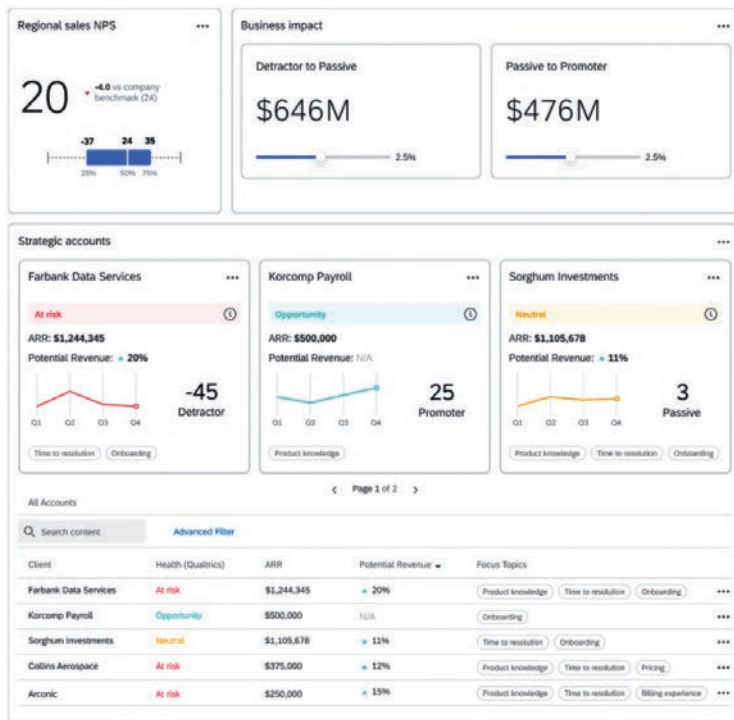 Regional sales NPS
20
-4.0 vs company
benchmark (24)
-37 24 35
25% 50% 75%
Business impact
Detractor to Passive
$646M
2.5%
Passive to Promoter
$476M
2.5%
Strategic accounts
Farbank Data Services
At risk
ARR: $1,244,345
Potential Revenue: 20%
-45
Detractor
Q1 Q2 Q3 Q4
Time to resolution Onboarding
Korcomp Payroll
Opportunity
ARR: $500,000
Potential Revenue: N/A
25
Promoter
Q1 Q2 Q3 Q4
Product knowledge
Sorghum Investments
Neutral
ARR: $1,105,678
Potential Revenue: 11%
3
Passive
Q1 Q2 Q3 Q4
Product knowledge Time to resolution Onboarding
Page 1 of 2
All Accounts
Search content Advanced Filter
Client Health (Qualtrics) ARR Potential Revenue Focus Topics
Farbank Data Services At risk $1,244,345 20% Product knowledge Time to resolution Onboarding
Korcomp Payroll Opportunity $500,000 N/A Onboarding
Sorghum Investments Neutral $1,105,678 11% Time to resolution Onboarding
Collins Aerospace At risk $375,000 12% Product knowledge Time to resolution Pricing
Arconic At risk $250,000 15% Product knowledge Time to resolution Billing experience